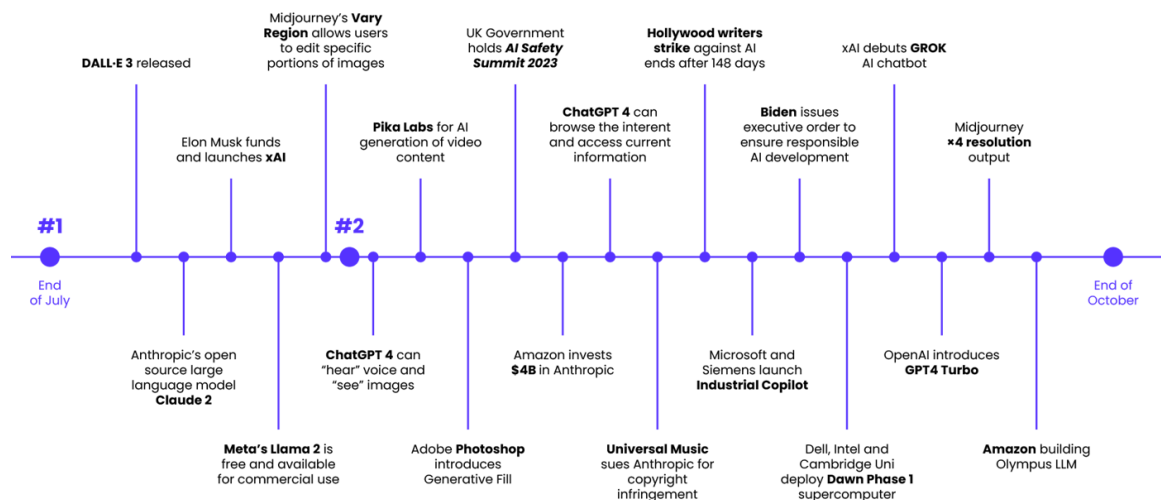 Midjourney's Vary
Region allows users
to edit specific
portions of images
UK Government
holds AI Safety
Summit 2023
Hollywood writers
strike against AI
ends after 148 days
xAI debuts GROK
AI chatbot
DALL·E 3 released
Elon Musk funds
and launches xAI
Pika Labs for AI
generation of video
content
ChatGPT 4 can
browse the interent
and access current
information
Biden issues
executive order to
ensure responsible
AI development
Midjourney
×4 resolution
output
#1
#2
End
of July
End of
October
Anthropic's open
source large
language model
Claude 2
ChatGPT 4 can
"hear" voice and
"see" images
Amazon invests
$4B in Anthropic
Microsoft and
Siemens launch
Industrial Copilot
OpenAI introduces
GPT4 Turbo
Meta's Llama 2 is
free and available
for commercial use
Adobe Photoshop
introduces
Generative Fill
Universal Music
sues Anthropic for
copyright
infringement
Dell, Intel and
Cambridge Uni
deploy Dawn Phase 1
supercomputer
Amazon building
Olympus LLM